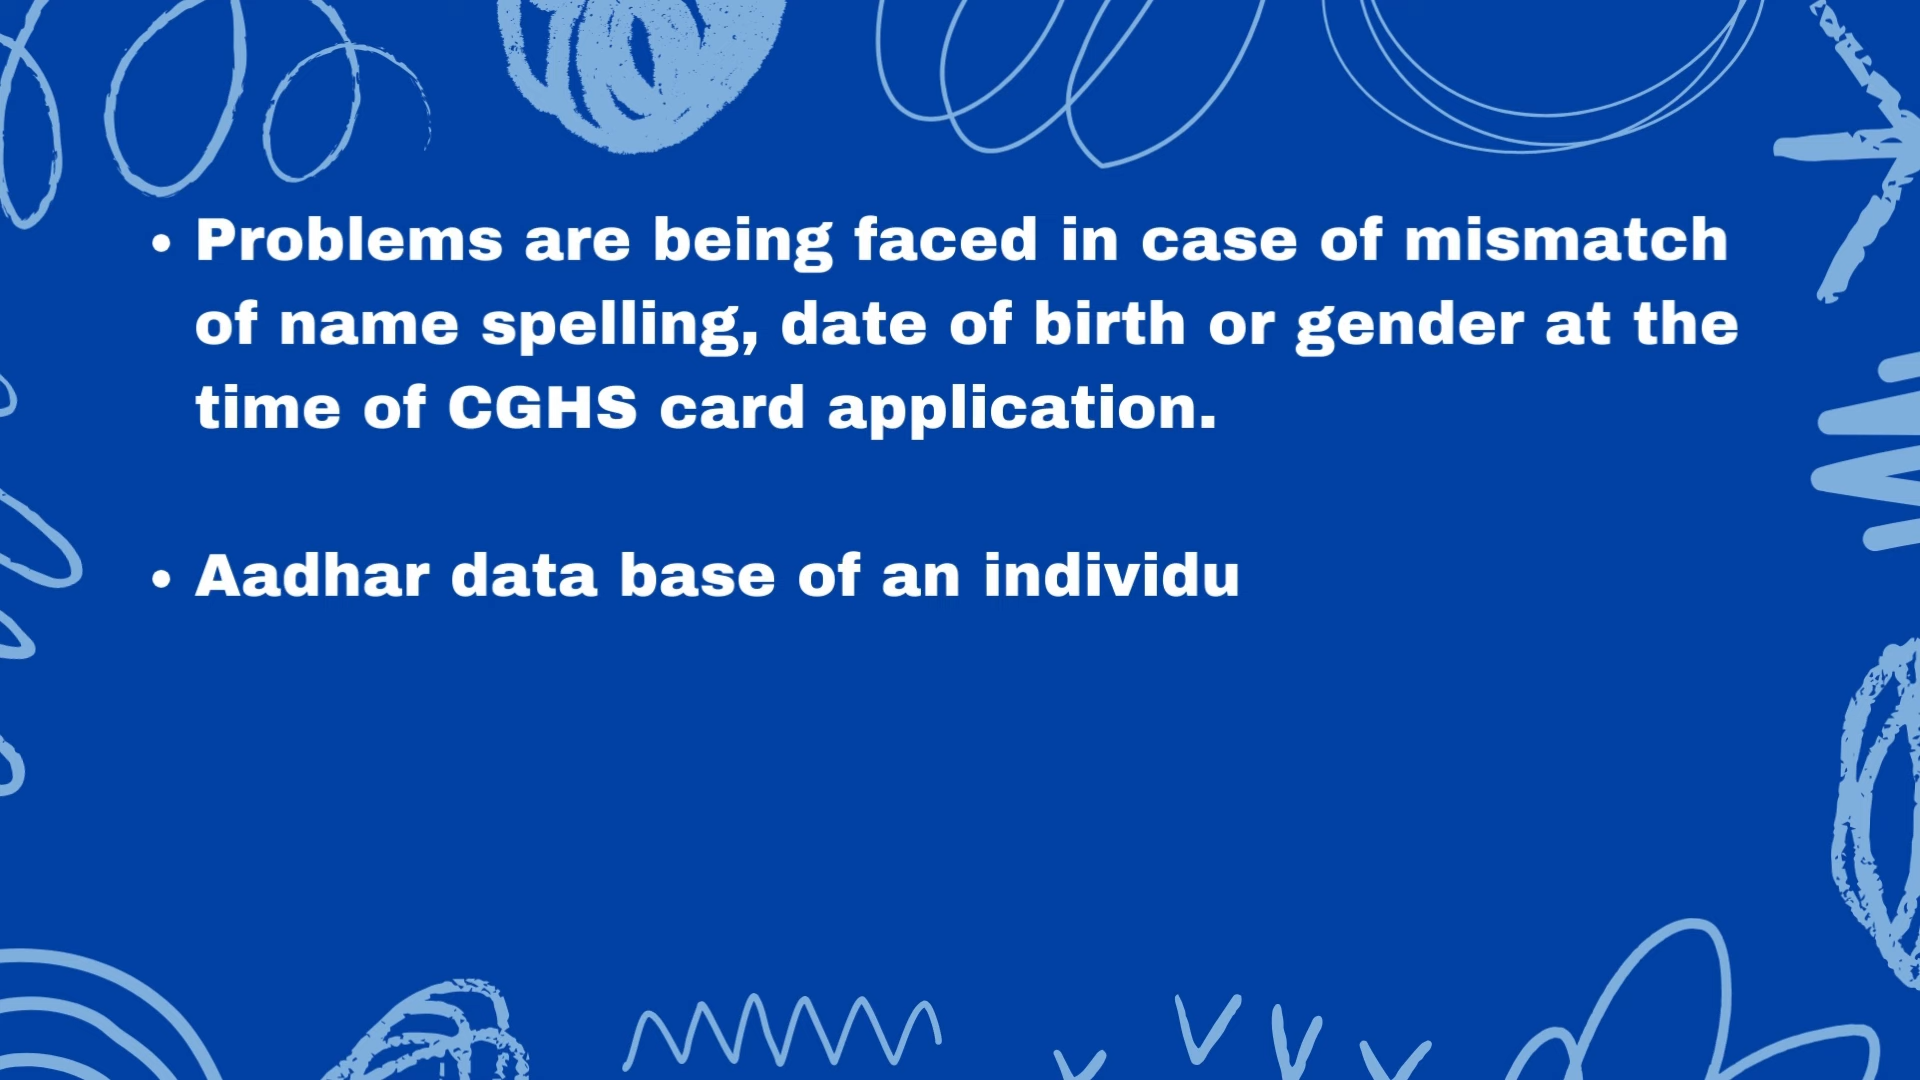 • Problems are being faced in case of mismatch
of name spelling, date of birth or gender at the
time of CGHS card application.
• Aadhar data base of an individu